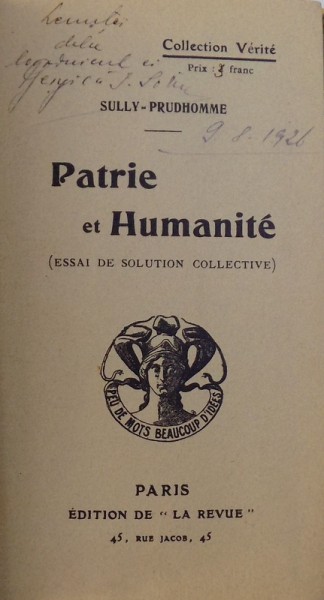 Collection Vérité
Prix : franc
SULLY-PRUDHOMME
9. 8. 1926
Patrie
et Humanité
(ESSAI DE SOLUTION COLLECTIVE)
PEU DE MOTS BEAUCOUP D'IDÉES
PARIS
ÉDITION DE "LA REVUE"
45, RUE JACOB, 45